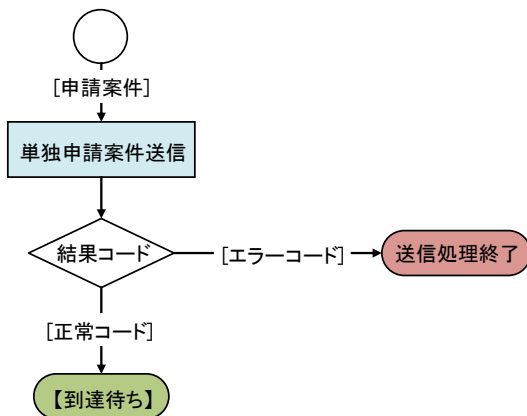 [申請案件]
単独申請案件送信
結果コード
[エラーコード]
送信処理終了
[正常コード]
【到達待ち】